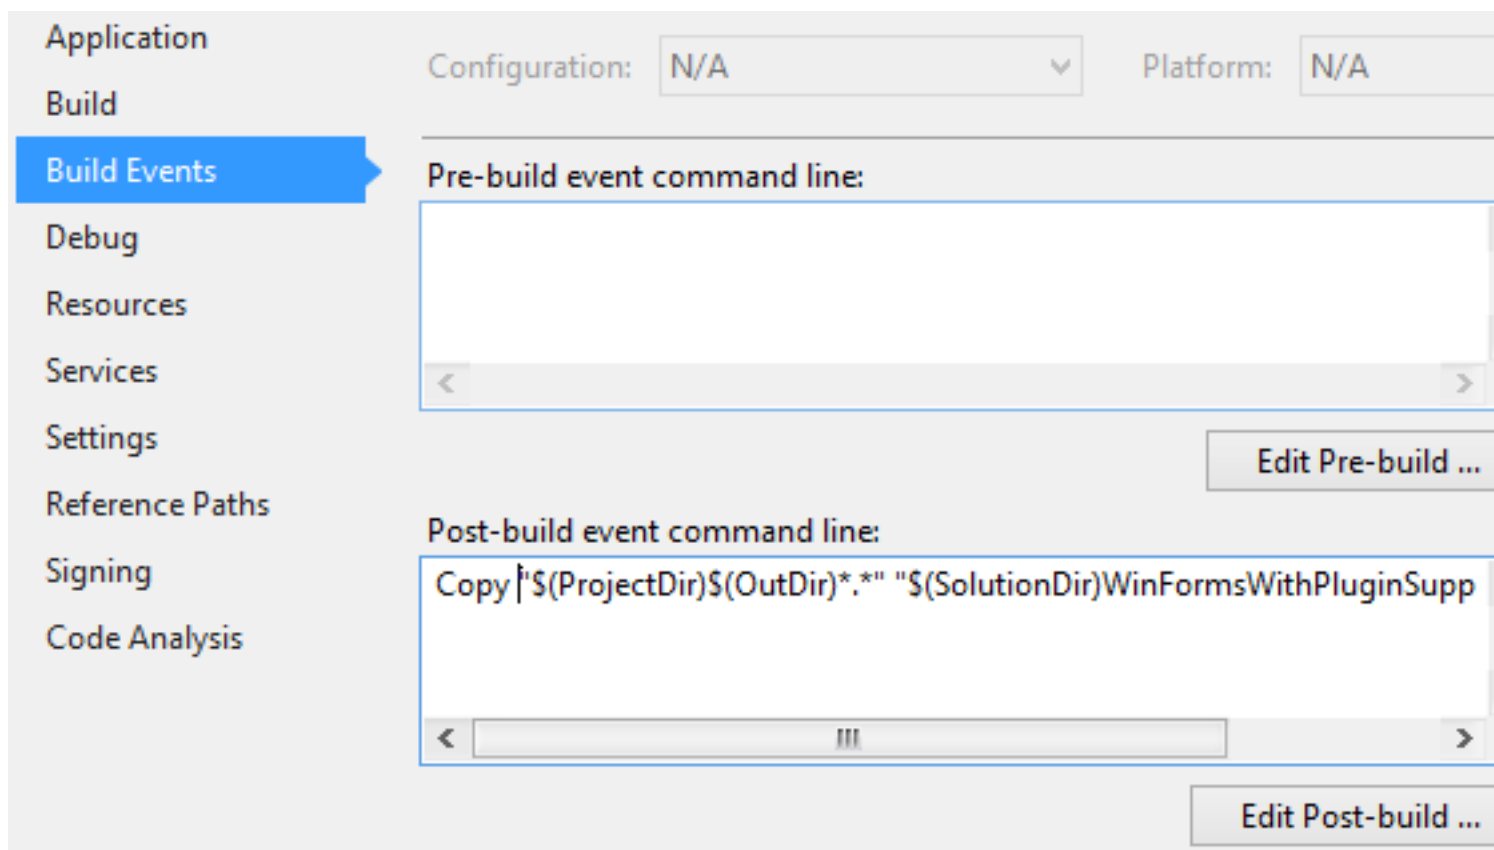 Application
Build
Build Events
Debug
Resources
Services
Settings
Reference Paths
Signing
Code Analysis
Configuration: N/A Platform: N/A
Pre-build event command line:
Edit Pre-build ...
Post-build event command line:
Copy "$(ProjectDir)$(OutDir)*.*" "$(SolutionDir)WinFormsWithPluginSupp
Edit Post-build ...